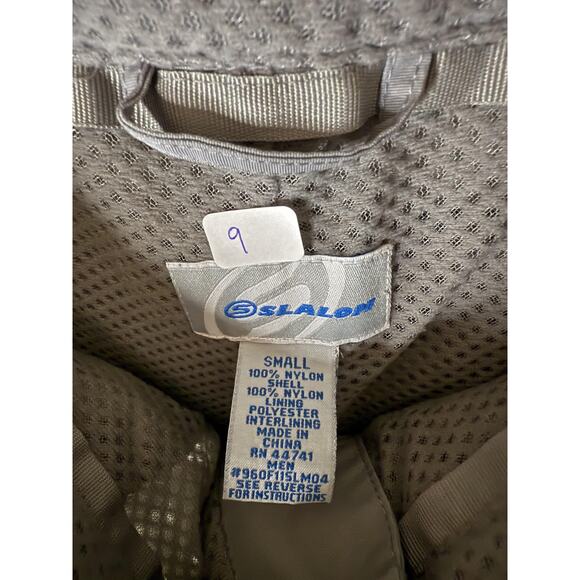 9
SLALOM
SMALL
100% NYLON
SHELL
100% NYLON
LINING
POLYESTER
INTERLINING
MADE IN
CHINA
RN 44741
MEN
#960F11SLM04
SEE REVERSE
FOR INSTRUCTIONS